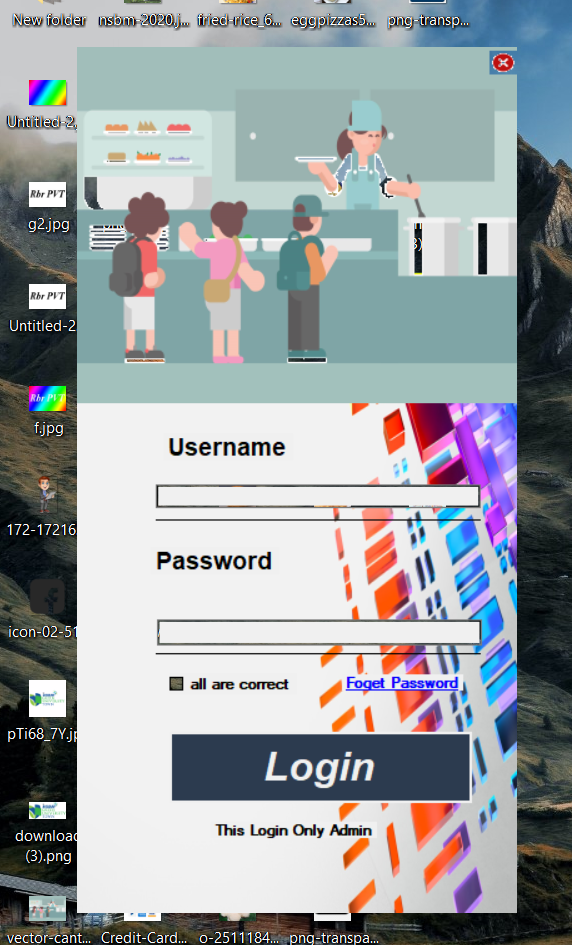 New folder
nsbm-2020.j...
fried-rice_6...
eggpizzas5...
png-transp...
Untitled-2,
Rbr PVT
g2.jpg
Rbr PVT
Untitled-2
Rbr PVT
f.jpg
172-17216
icon-02-51
pTi68_7Y.jp
download
(3).png
Username
Password
all are correct
Foget Password
Login
This Login Only Admin
vector-cant...
Credit-Card...
o-2511184...
png-transpa...